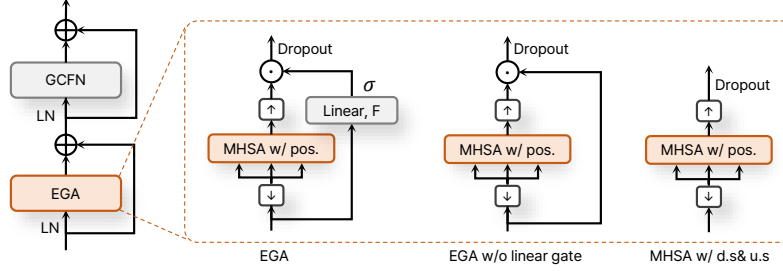 GCFN
LN
EGA
LN
Dropout
σ
↑
Linear, F
MHSA w/ pos.
↓
EGA
Dropout
↑
MHSA w/ pos.
↓
EGA w/o linear gate
Dropout
↑
MHSA w/ pos.
↓
MHSA w/ d.s& u.s